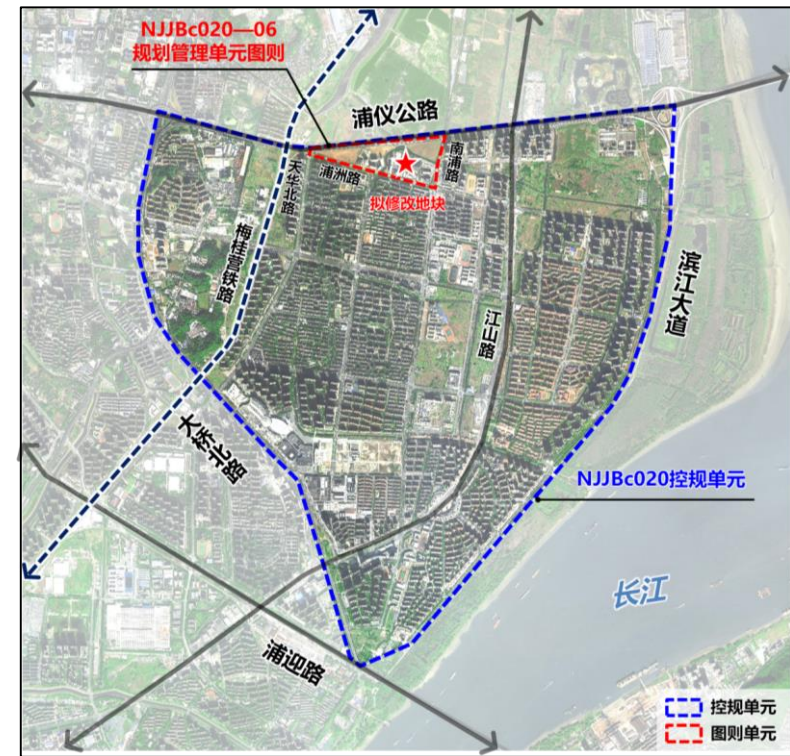 NJJBc020—06
规划管理单元图则
浦仪公路
南浦路
浦洲路
天华北路
拟修改地块
梅桂营铁路
滨江大道
江山路
大桥北路
NJJBc020控规单元
长江
浦迎路
控规单元
图则单元